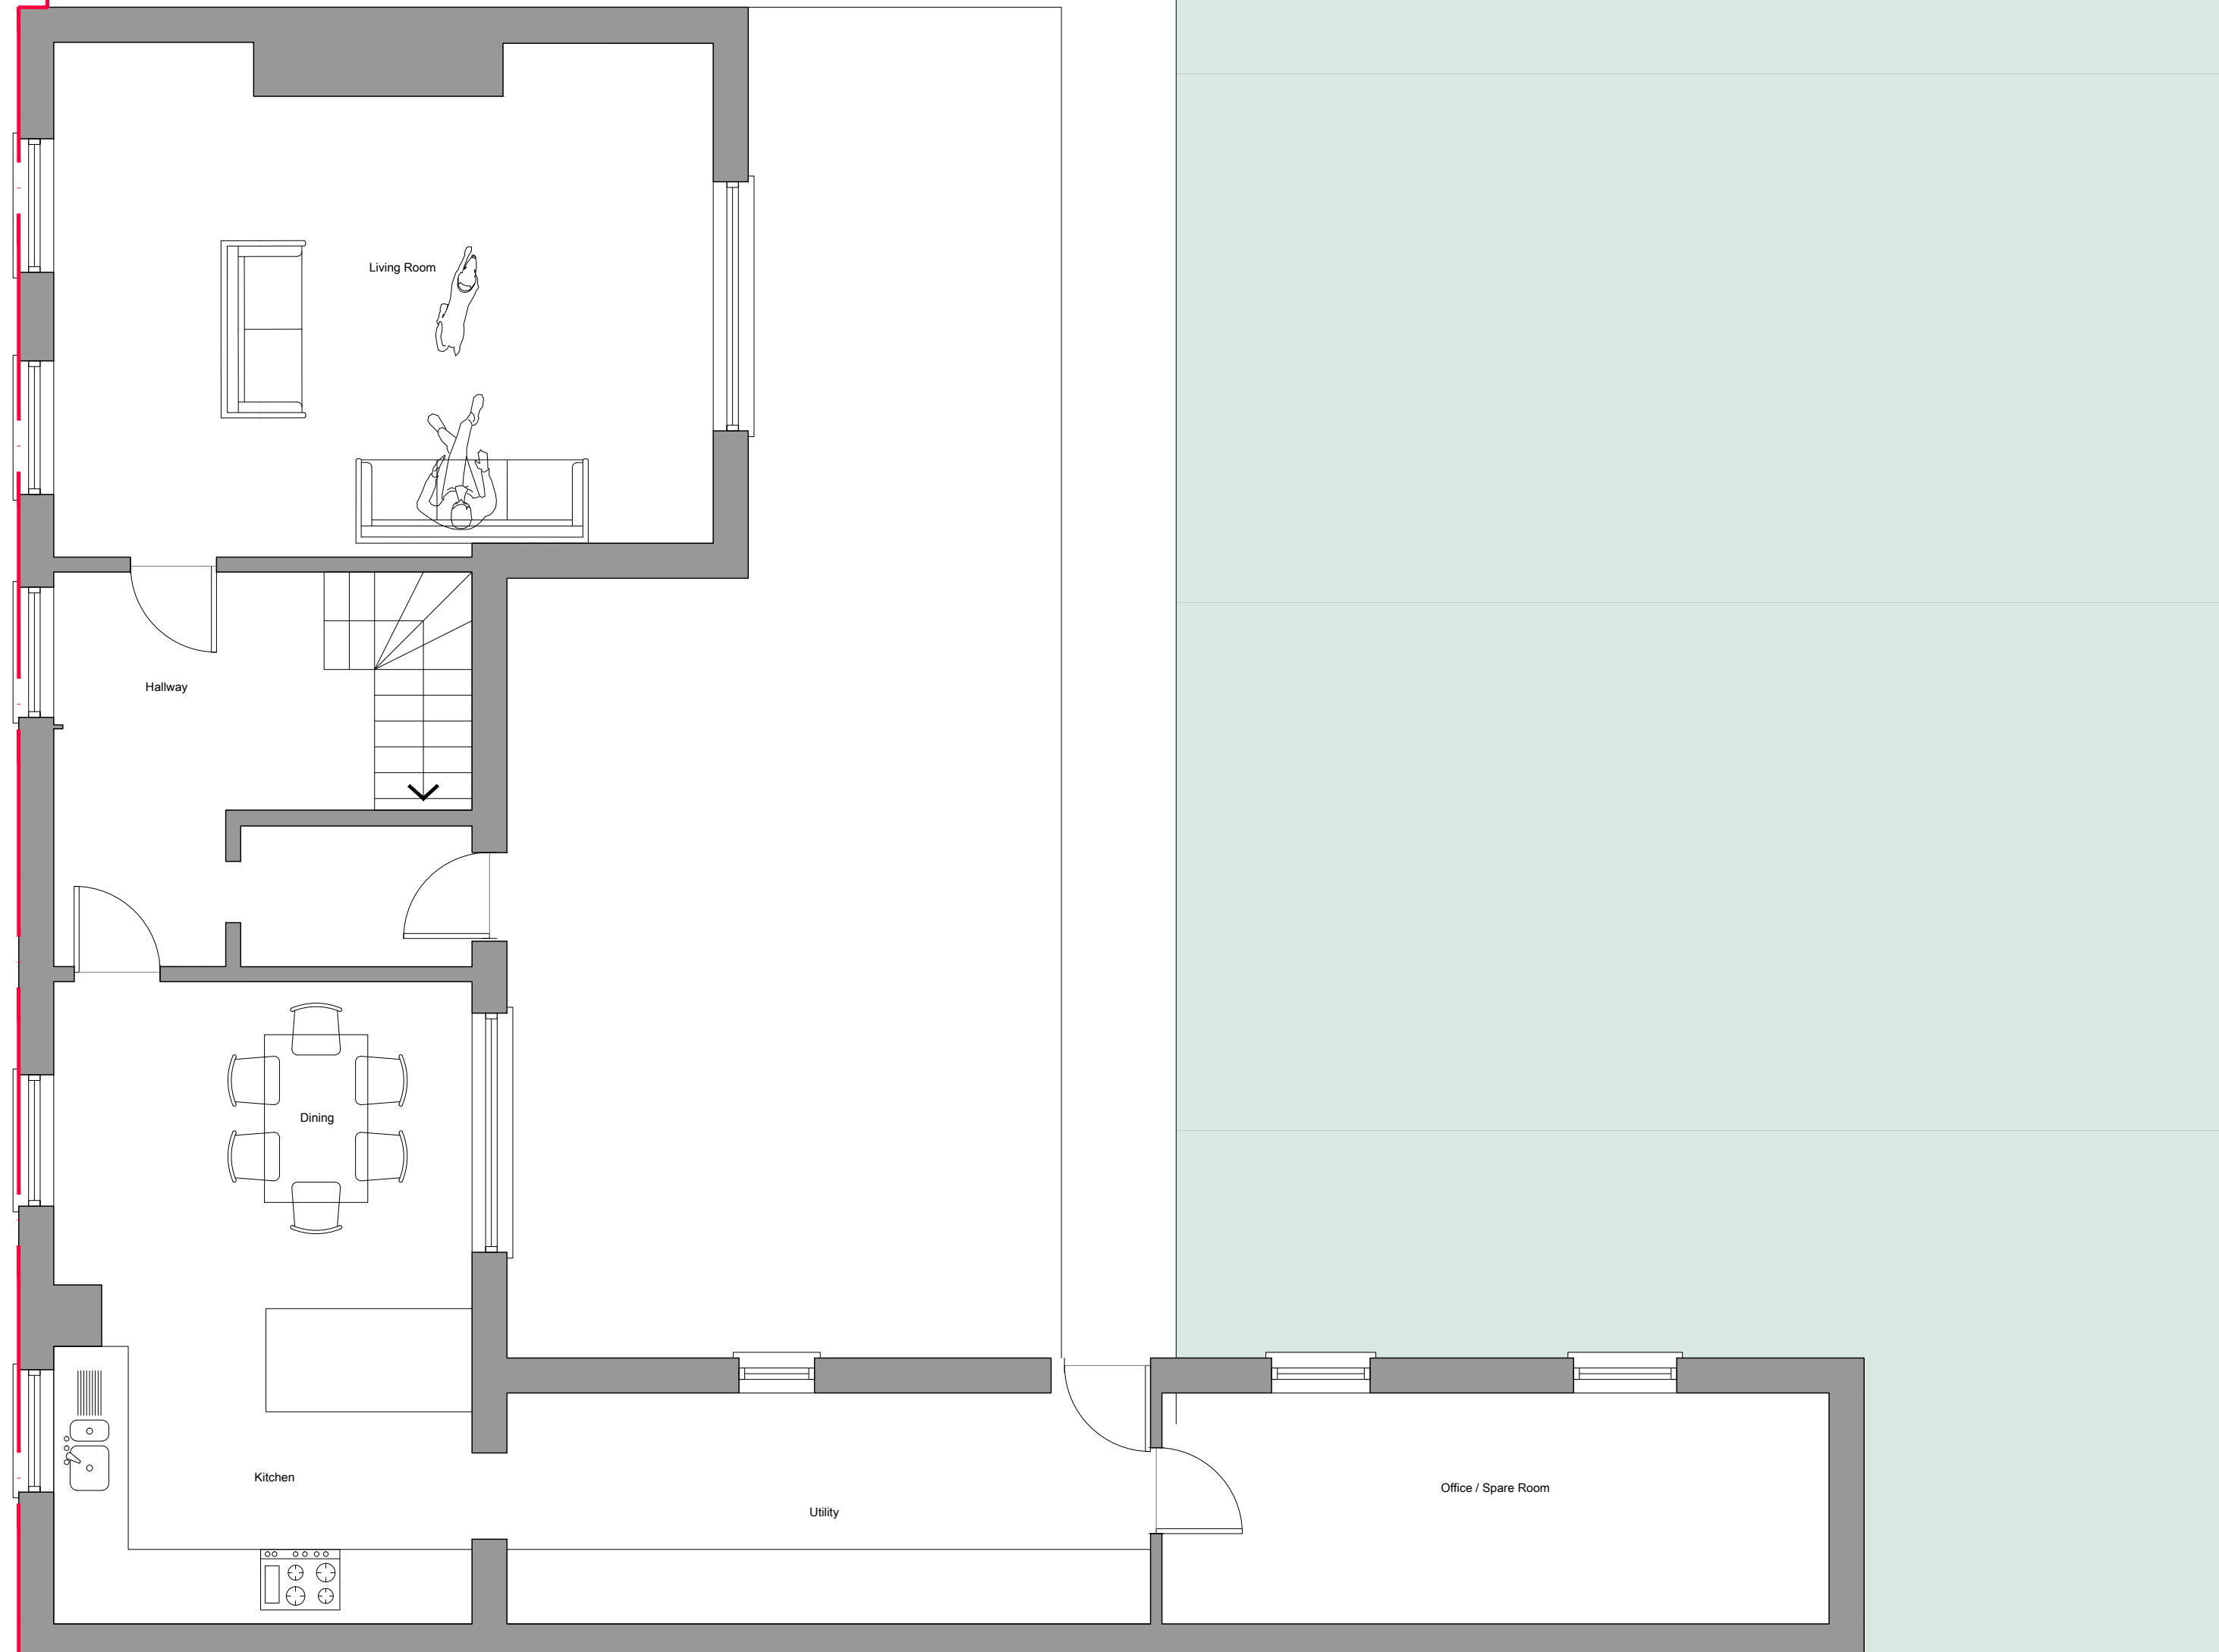 Living Room
Hallway
Dining
Kitchen
Utility
Office / Spare Room